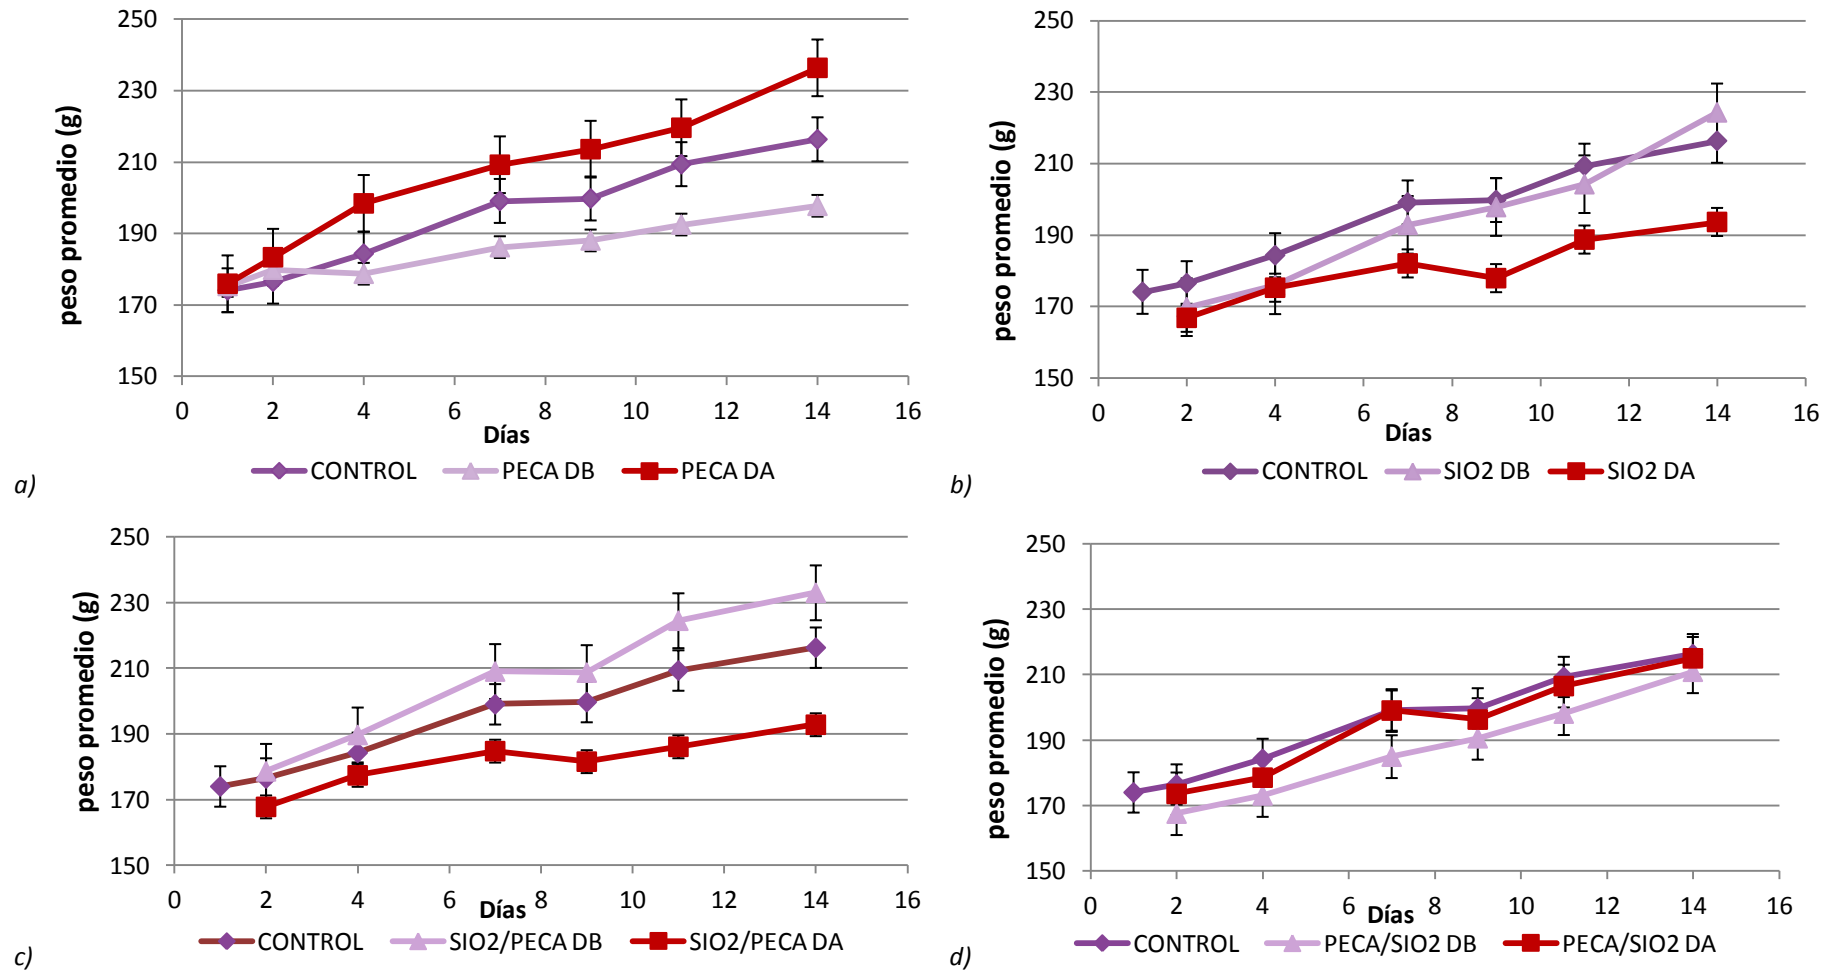 250
230
210
190
170
150
peso promedio (g)
0 2 4 6 8 10 12 14 16
Días
CONTROL PECA DB PECA DA
a)
250
230
210
190
170
150
peso promedio (g)
0 2 4 6 8 10 12 14 16
Días
CONTROL SIO2 DB SIO2 DA
b)
250
230
210
190
170
150
peso promedio (g)
0 2 4 6 8 10 12 14 16
Días
CONTROL SIO2/PECA DB SIO2/PECA DA
c)
250
230
210
190
170
150
peso promedio (g)
0 2 4 6 8 10 12 14 16
Días
CONTROL PECA/SIO2 DB PECA/SIO2 DA
d)